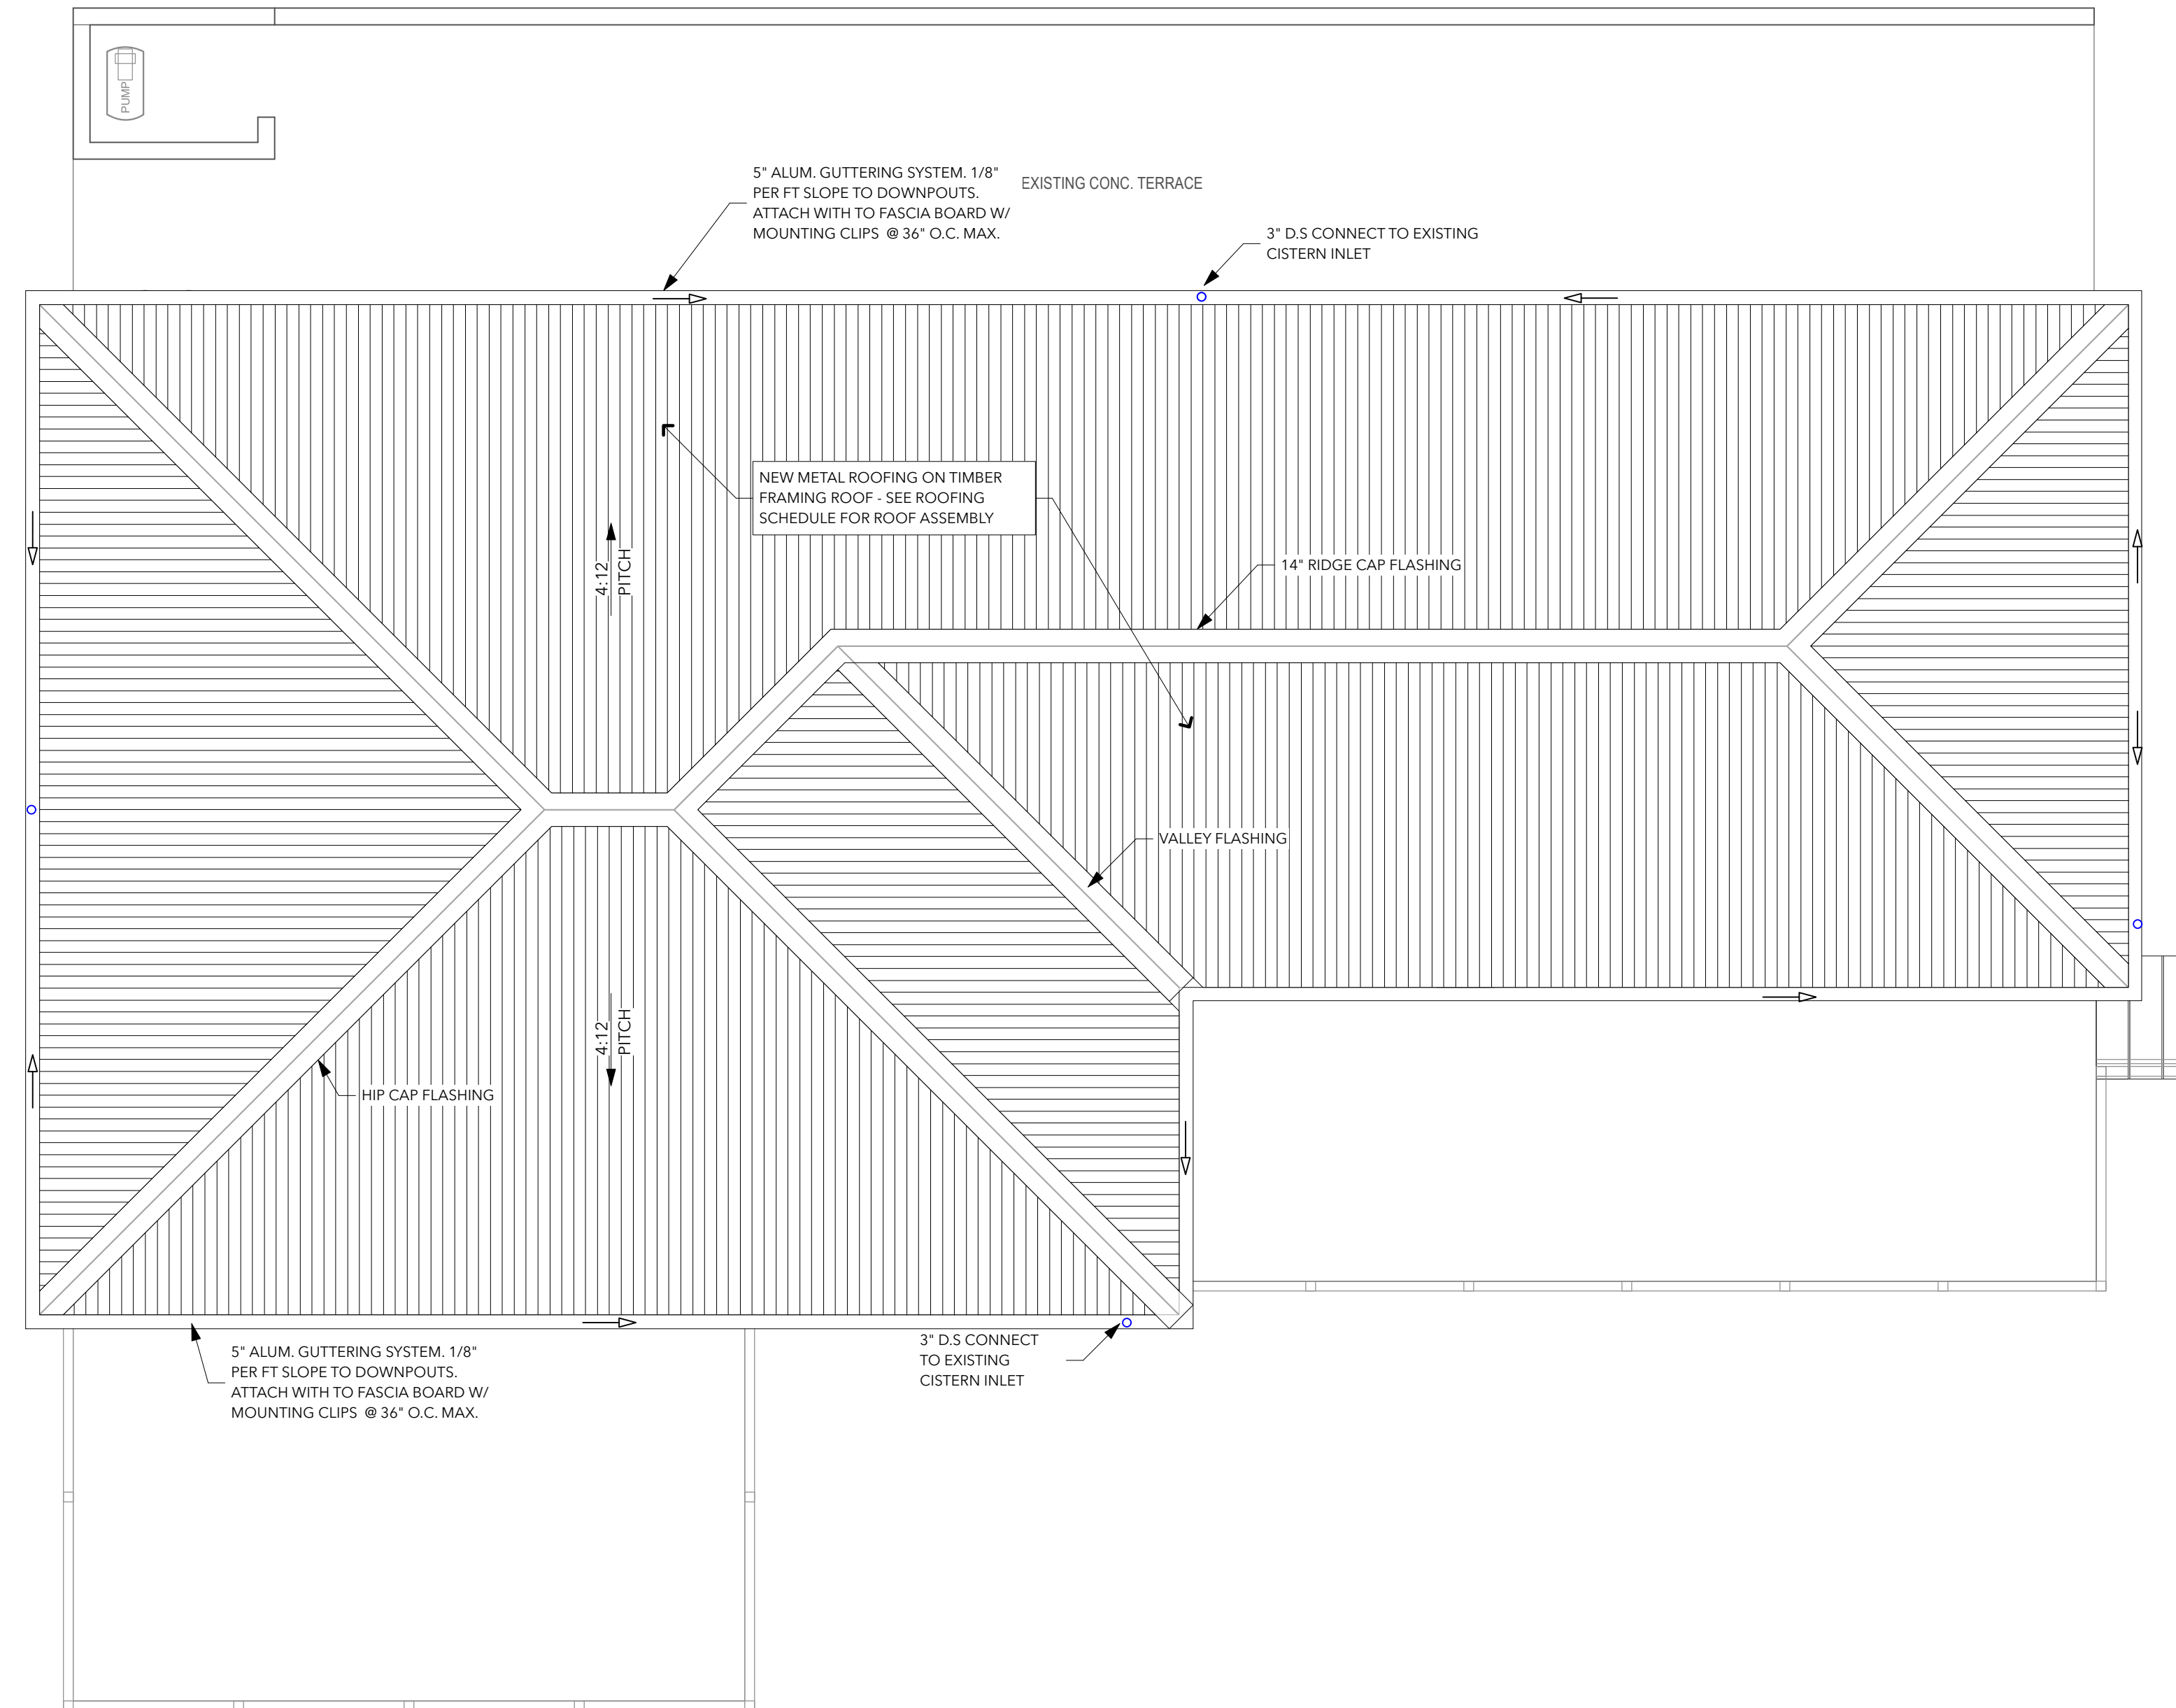 PUMP
5" ALUM. GUTTERING SYSTEM. 1/8"
PER FT SLOPE TO DOWNPOUTS.
ATTACH WITH TO FASCIA BOARD W/
MOUNTING CLIPS @ 36" O.C. MAX.
EXISTING CONC. TERRACE
3" D.S CONNECT TO EXISTING
CISTERN INLET
NEW METAL ROOFING ON TIMBER
FRAMING ROOF - SEE ROOFING
SCHEDULE FOR ROOF ASSEMBLY
4:12
PITCH
14" RIDGE CAP FLASHING
VALLEY FLASHING
4:12
PITCH
HIP CAP FLASHING
3" D.S CONNECT
TO EXISTING
CISTERN INLET
5" ALUM. GUTTERING SYSTEM. 1/8"
PER FT SLOPE TO DOWNPOUTS.
ATTACH WITH TO FASCIA BOARD W/
MOUNTING CLIPS @ 36" O.C. MAX.